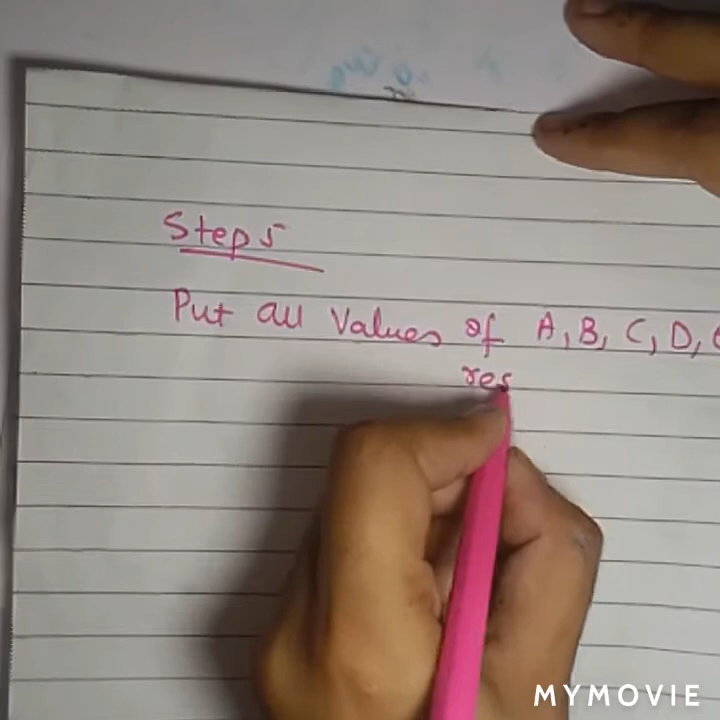 Step 5
Put all Values of A, B, C, D,
res
MYMOVIE